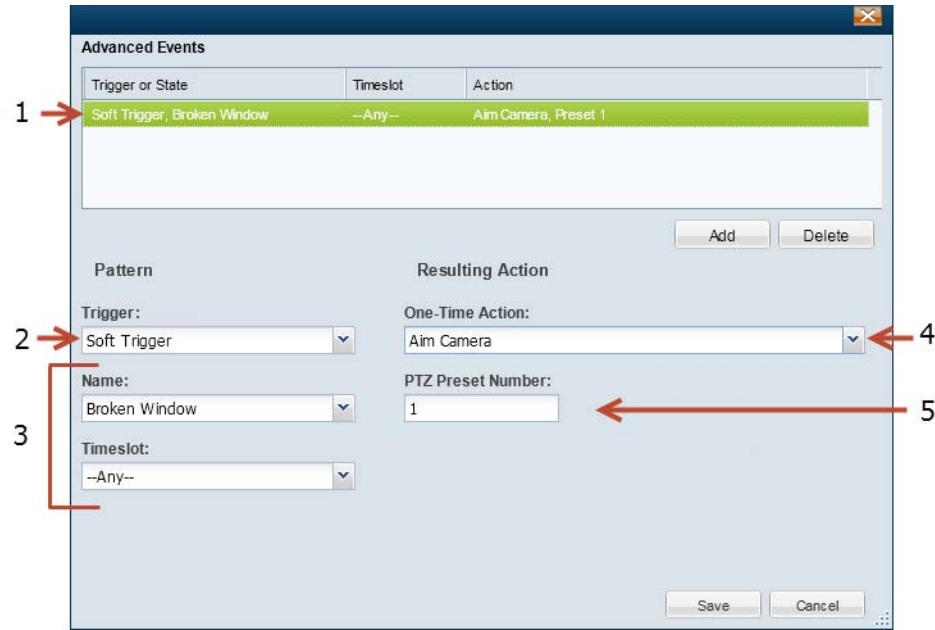 Advanced Events
Trigger or State Timeslot Action
1 Soft Trigger, Broken Window --Any-- Aim Camera, Preset 1
Add Delete
Pattern Resulting Action
Trigger: One-Time Action:
2 Soft Trigger Aim Camera 4
Name: PTZ Preset Number:
Broken Window 1 5
3
Timeslot:
--Any--
Save Cancel